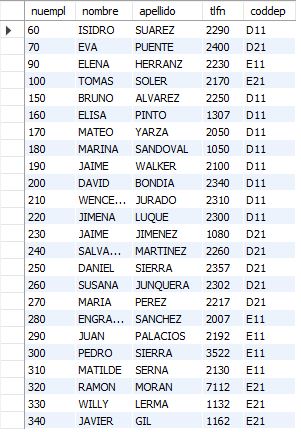 nuempl nombre apellido tlfn coddep
60 ISIDRO SUAREZ 2290 D11
70 EVA PUENTE 2400 D21
90 ELENA HERRANZ 2230 E11
100 TOMAS SOLER 2170 E21
150 BRUNO ALVAREZ 2250 D11
160 ELISA PINTO 1307 D11
170 MATEO YARZA 2050 D11
180 MARINA SANDOVAL 1050 D11
190 JAIME WALKER 2100 D11
200 DAVID BONDIA 2340 D11
210 WENCE... JURADO 2310 D11
220 JIMENA LUQUE 2300 D11
230 JAIME JIMENEZ 1080 D21
240 SALVA... MARTINEZ 2260 D21
250 DANIEL SIERRA 2357 D21
260 SUSANA JUNQUERA 2302 D21
270 MARIA PEREZ 2217 D21
280 ENGRA... SANCHEZ 2007 E11
290 JUAN PALACIOS 2192 E11
300 PEDRO SIERRA 3522 E11
310 MATILDE SERNA 2130 E11
320 RAMON MORAN 7112 E21
330 WILLY LERMA 1132 E21
340 JAVIER GIL 1162 E21